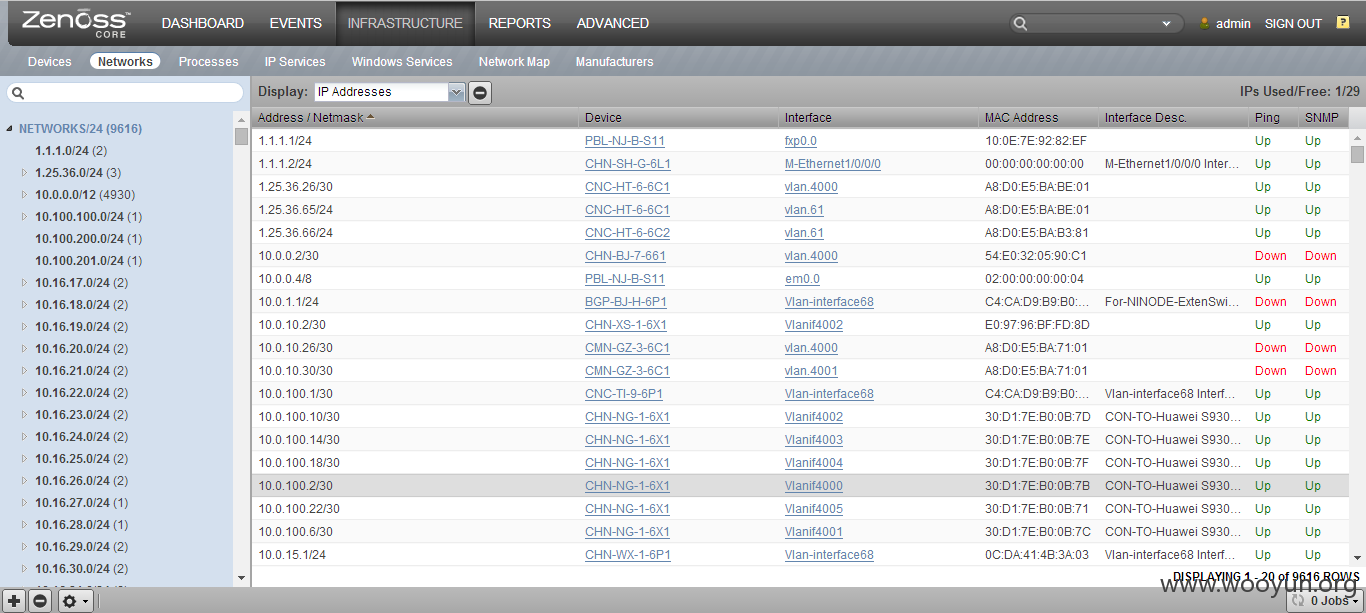 Zenoss CORE DASHBOARD EVENTS INFRASTRUCTURE REPORTS ADVANCED admin SIGN OUT ?
Devices Networks Processes IP Services Windows Services Network Map Manufacturers
Display: IP Addresses IPs Used/Free: 1/29
NETWORKS/24 (9616)
1.1.1.0/24 (2)
1.25.36.0/24 (3)
10.0.0.0/12 (4930)
10.100.100.0/24 (1)
10.100.200.0/24 (1)
10.100.201.0/24 (1)
10.16.17.0/24 (2)
10.16.18.0/24 (2)
10.16.19.0/24 (2)
10.16.20.0/24 (2)
10.16.21.0/24 (2)
10.16.22.0/24 (2)
10.16.23.0/24 (2)
10.16.24.0/24 (2)
10.16.25.0/24 (2)
10.16.26.0/24 (2)
10.16.27.0/24 (1)
10.16.28.0/24 (1)
10.16.29.0/24 (2)
10.16.30.0/24 (2)
Address / Netmask Device Interface MAC Address Interface Desc. Ping SNMP
1.1.1.1/24 PBL-NJ-B-S11 fxp0.0 10:0E:7E:92:82:EF Up Up
1.1.1.2/24 CHN-SH-G-6L1 M-Ethernet1/0/0/0 00:00:00:00:00:00 M-Ethernet1/0/0/0 Inter... Up Up
1.25.36.26/30 CNC-HT-6-6C1 vlan.4000 A8:D0:E5:BA:BE:01 Up Up
1.25.36.65/24 CNC-HT-6-6C1 vlan.61 A8:D0:E5:BA:BE:01 Up Up
1.25.36.66/24 CNC-HT-6-6C2 vlan.61 A8:D0:E5:BA:B3:81 Up Up
10.0.0.2/30 CHN-BJ-7-661 vlan.4000 54:E0:32:05:90:C1 Down Down
10.0.0.4/8 PBL-NJ-B-S11 em0.0 02:00:00:00:00:04 Up Up
10.0.1.1/24 BGP-BJ-H-6P1 Vlan-interface68 C4:CA:D9:B9:B0:... For-NINODE-ExtenSwi... Down Down
10.0.10.2/30 CHN-XS-1-6X1 Vlanif4002 E0:97:96:BF:FD:8D Up Up
10.0.10.26/30 CMN-GZ-3-6C1 vlan.4000 A8:D0:E5:BA:71:01 Down Down
10.0.10.30/30 CMN-GZ-3-6C1 vlan.4001 A8:D0:E5:BA:71:01 Down Down
10.0.100.1/30 CNC-TI-9-6P1 Vlan-interface68 C4:CA:D9:B9:B0:... Vlan-interface68 Interf... Up Up
10.0.100.10/30 CHN-NG-1-6X1 Vlanif4002 30:D1:7E:B0:0B:7D CON-TO-Huawei S930... Up Up
10.0.100.14/30 CHN-NG-1-6X1 Vlanif4003 30:D1:7E:B0:0B:7E CON-TO-Huawei S930... Up Up
10.0.100.18/30 CHN-NG-1-6X1 Vlanif4004 30:D1:7E:B0:0B:7F CON-TO-Huawei S930... Up Up
10.0.100.2/30 CHN-NG-1-6X1 Vlanif4000 30:D1:7E:B0:0B:7B CON-TO-Huawei S930... Up Up
10.0.100.22/30 CHN-NG-1-6X1 Vlanif4005 30:D1:7E:B0:0B:71 CON-TO-Huawei S930... Up Up
10.0.100.6/30 CHN-NG-1-6X1 Vlanif4001 30:D1:7E:B0:0B:7C CON-TO-Huawei S930... Up Up
10.0.15.1/24 CHN-WX-1-6P1 Vlan-interface68 0C:DA:41:4B:3A:03 Vlan-interface68 Interf... Up Up
DISPLAYING 1 - 20 of 9616 ROWS
www.wooyun.org
0 Jobs